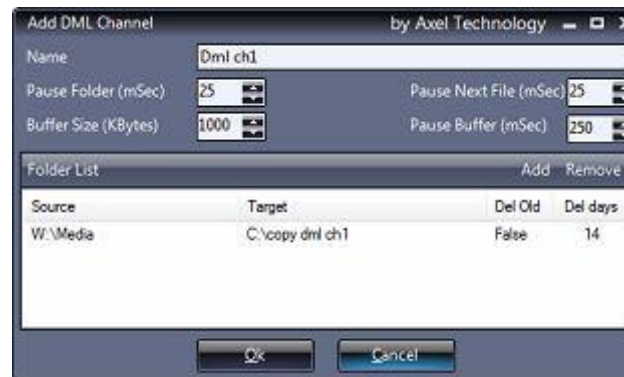 Add DML Channel by Axel Technology
Name Dml ch1
Pause Folder (mSec) 25 Pause Next File (mSec) 25
Buffer Size (KBytes) 1000 Pause Buffer (mSec) 250
Folder List Add Remove
Source Target Del Old Del days
W:\Media C:\copy dml ch1 False 14
Ok Cancel